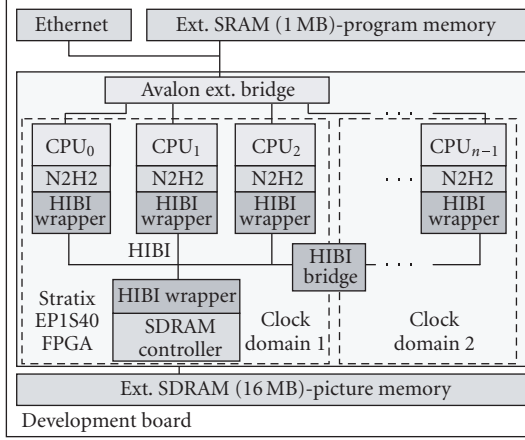 Ethernet
Ext. SRAM (1 MB)-program memory
Avalon ext. bridge
CPU0
CPU1
CPU2
. . .
CPUn−1
N2H2
N2H2
N2H2
. . .
N2H2
HIBI
wrapper
HIBI
wrapper
HIBI
wrapper
HIBI
wrapper
HIBI
HIBI
bridge
. . .
Stratix
EP1S40
FPGA
HIBI wrapper
SDRAM
controller
Clock
domain 1
Clock
domain 2
Ext. SDRAM (16 MB)-picture memory
Development board